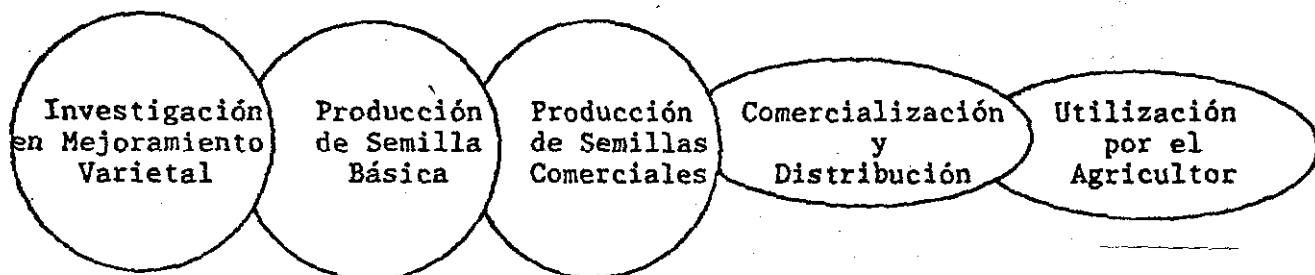 Investigación
en Mejoramiento
Varietal
Producción
de Semilla
Básica
Producción
de Semillas
Comerciales
Comercialización
y
Distribución
Utilización
por el
Agricultor